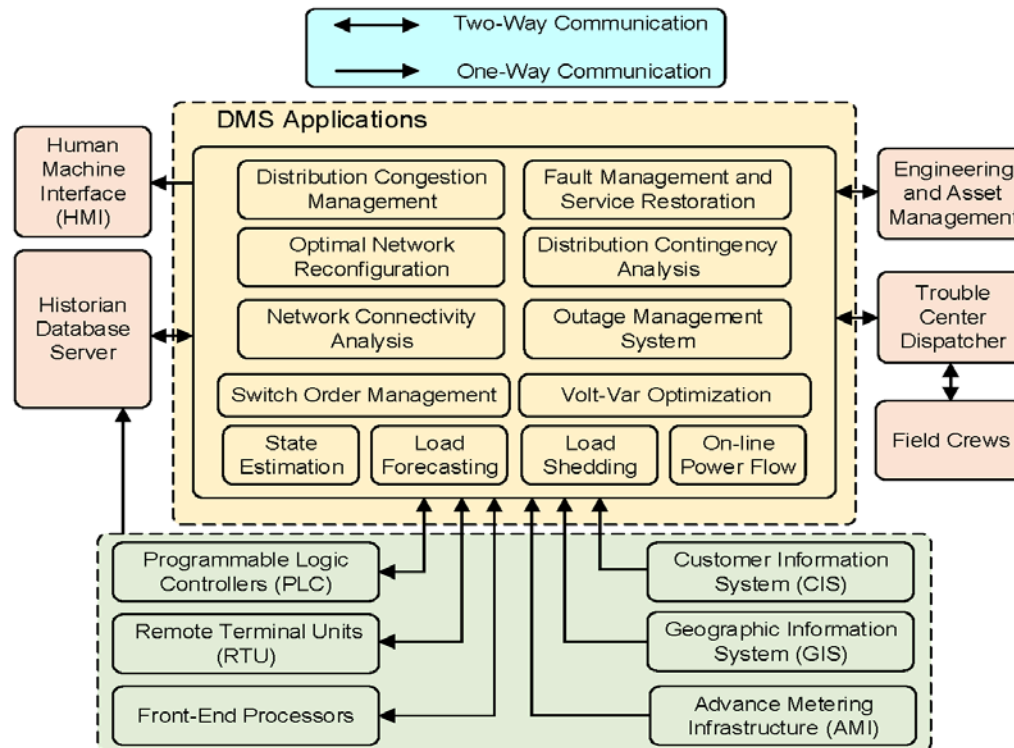 Two-Way Communication
One-Way Communication
DMS Applications
Human
Machine
Interface
(HMI)
Historian
Database
Server
Distribution Congestion
Management
Fault Management and
Service Restoration
Optimal Network
Reconfiguration
Distribution Contingency
Analysis
Network Connectivity
Analysis
Outage Management
System
Switch Order Management
Volt-Var Optimization
State
Estimation
Load
Forecasting
Load
Shedding
On-line
Power Flow
Engineering
and Asset
Management
Trouble
Center
Dispatcher
Field Crews
Programmable Logic
Controllers (PLC)
Remote Terminal Units
(RTU)
Front-End Processors
Customer Information
System (CIS)
Geographic Information
System (GIS)
Advance Metering
Infrastructure (AMI)